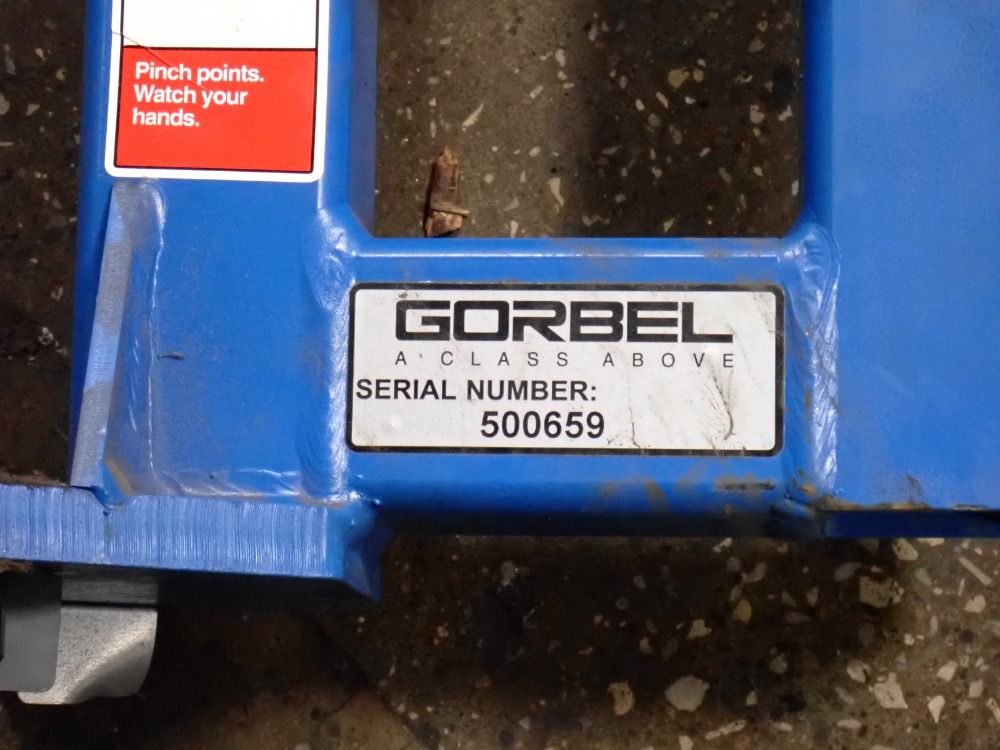 Pinch points.
Watch your
hands.
GORBEL
A CLASS ABOVE
SERIAL NUMBER:
500659